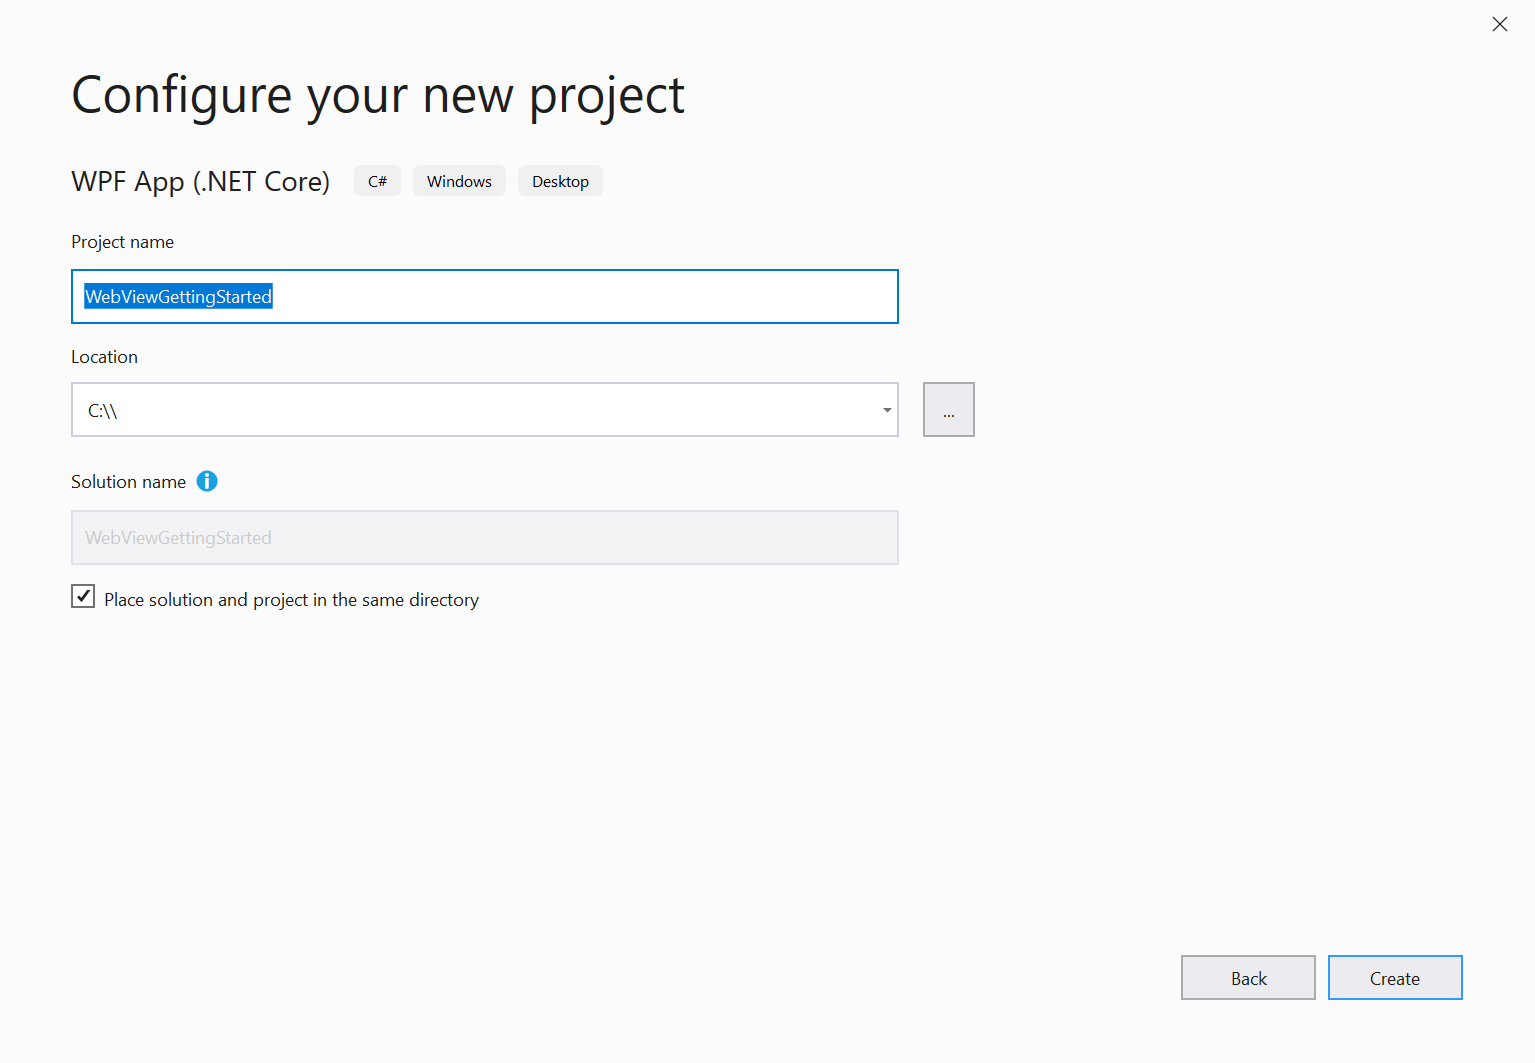 Configure your new project
WPF App (.NET Core) C# Windows Desktop
Project name
WebViewGettingStarted
Location
C:\\
...
Solution name
WebViewGettingStarted
Place solution and project in the same directory
Back Create